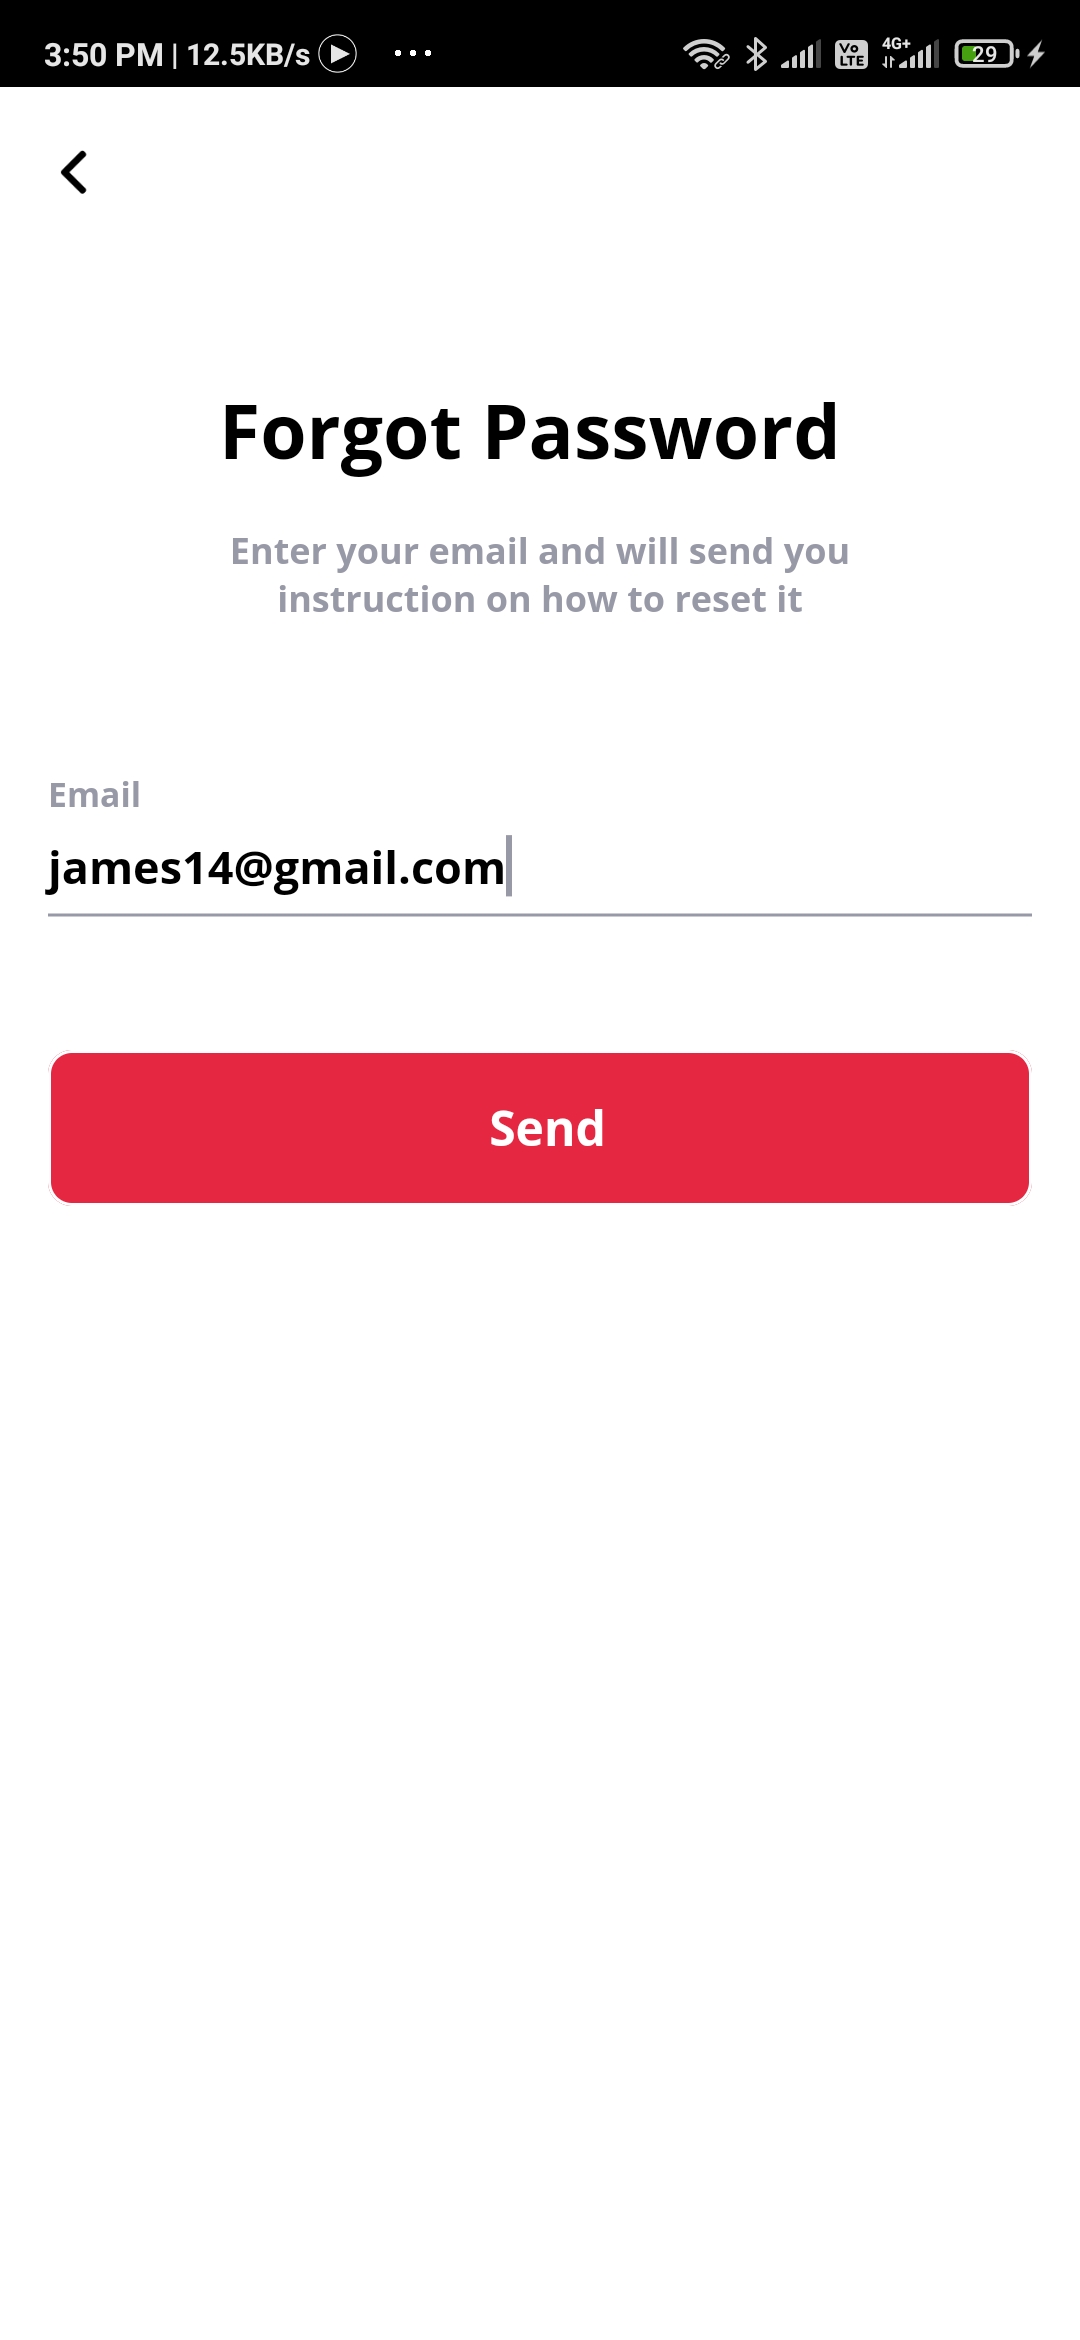 3:50 PM | 12.5KB/s ...
Vo LTE 4G+ 29
Forgot Password
Enter your email and will send you
instruction on how to reset it
Email
james14@gmail.com
Send